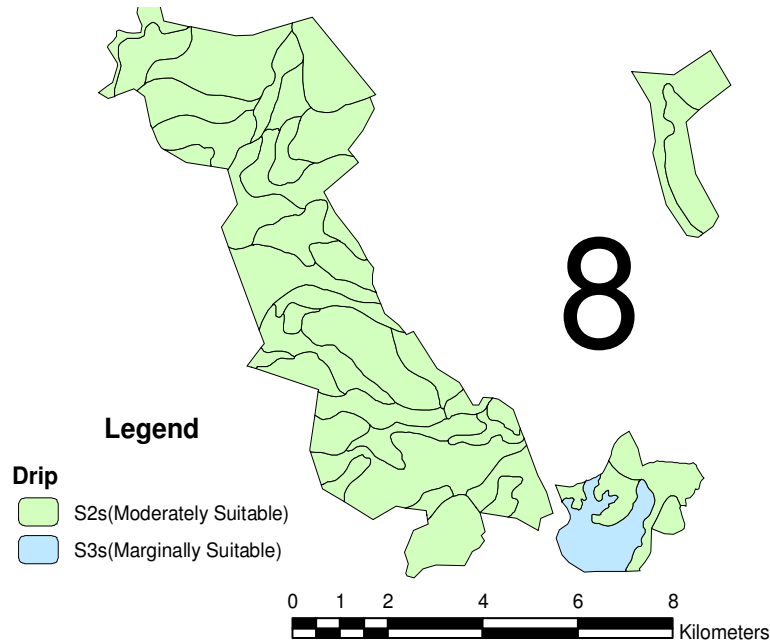 8
Legend
Drip
S2s(Moderately Suitable)
S3s(Marginally Suitable)
0 1 2 4 6 8
Kilometers